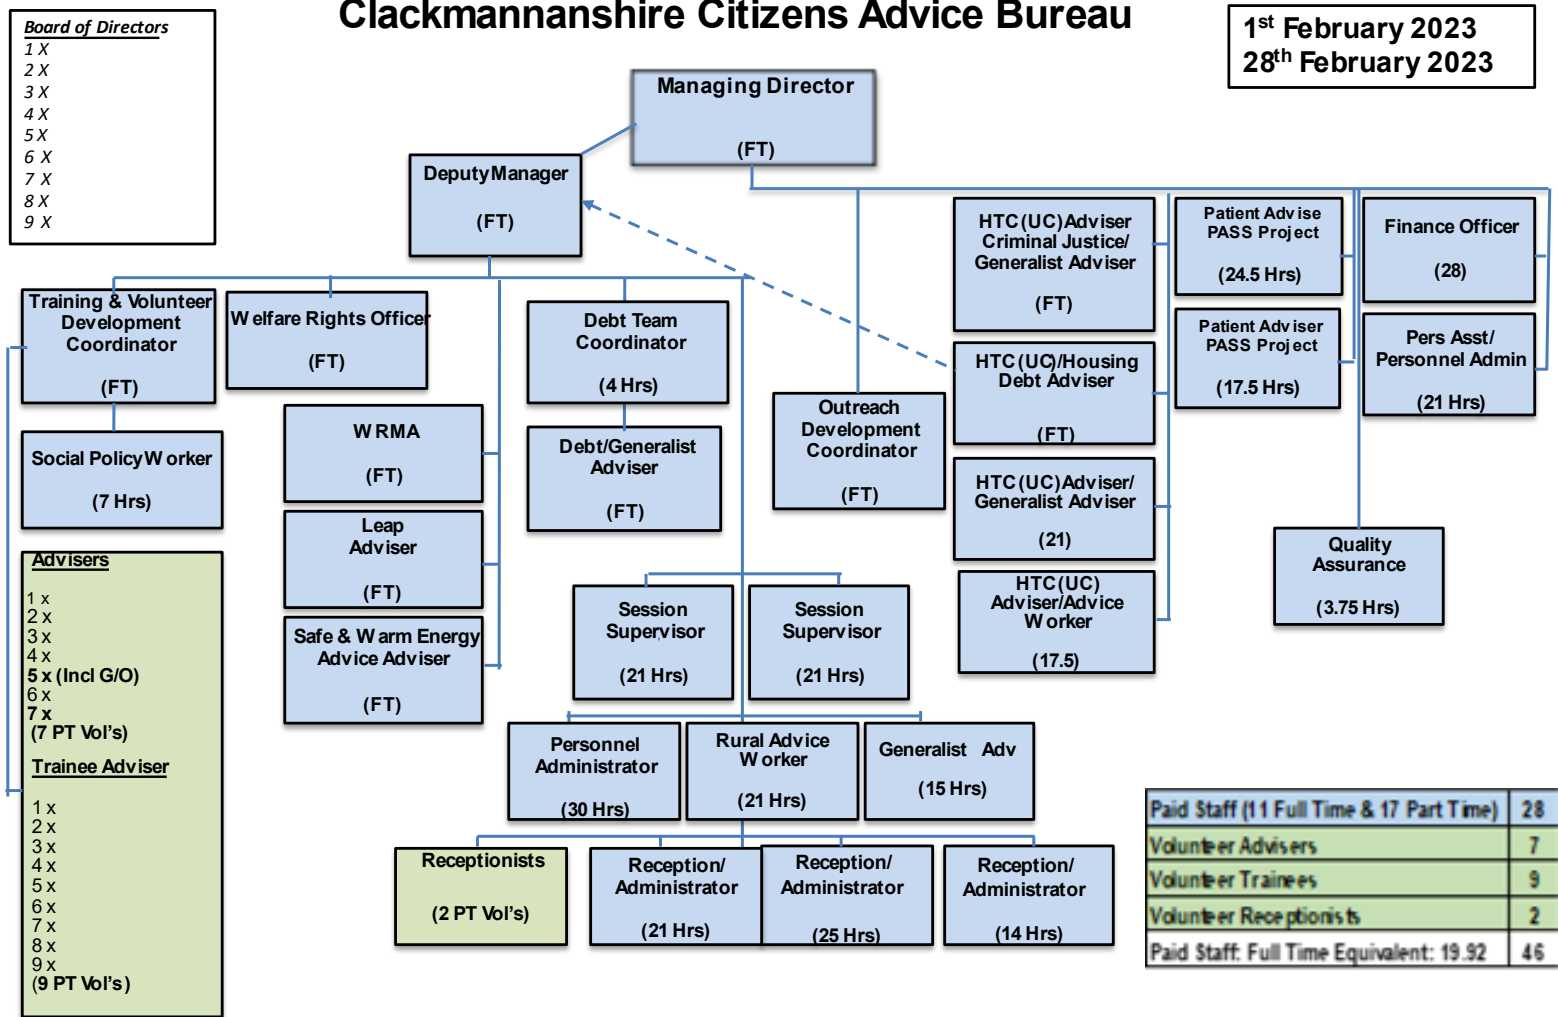 Clackmannanshire Citizens Advice Bureau
Board of Directors
1 X
2 X
3 X
4 X
5 X
6 X
7 X
8 X
9 X
1st February 2023
28th February 2023
Managing Director
(FT)
Deputy Manager
(FT)
Training & Volunteer
Development
Coordinator
(FT)
Welfare Rights Officer
(FT)
Debt Team
Coordinator
(4 Hrs)
Social Policy Worker
(7 Hrs)
WRMA
(FT)
Debt/Generalist
Adviser
(FT)
Leap
Adviser
(FT)
Safe & Warm Energy
Advice Adviser
(FT)
Outreach
Development
Coordinator
(FT)
HTC (UC) Adviser
Criminal Justice/
Generalist Adviser
(FT)
HTC (UC)/Housing
Debt Adviser
(FT)
HTC (UC) Adviser/
Generalist Adviser
(21)
HTC (UC)
Adviser/Advice
Worker
(17.5)
Patient Advise
PASS Project
(24.5 Hrs)
Patient Adviser
PASS Project
(17.5 Hrs)
Finance Officer
(28)
Pers Asst/
Personnel Admin
(21 Hrs)
Quality
Assurance
(3.75 Hrs)
Advisers
1 x
2 x
3 x
4 x
5 x (Incl G/O)
6 x
7 x
(7 PT Vol's)
Trainee Adviser
1 x
2 x
3 x
4 x
5 x
6 x
7 x
8 x
9 x
(9 PT Vol's)
Session
Supervisor
(21 Hrs)
Session
Supervisor
(21 Hrs)
Personnel
Administrator
(30 Hrs)
Rural Advice
Worker
(21 Hrs)
Generalist Adv
(15 Hrs)
Receptionists
(2 PT Vol's)
Reception/
Administrator
(21 Hrs)
Reception/
Administrator
(25 Hrs)
Reception/
Administrator
(14 Hrs)
Paid Staff (11 Full Time & 17 Part Time) 28
Volunteer Advisers 7
Volunteer Trainees 9
Volunteer Receptionists 2
Paid Staff: Full Time Equivalent: 19.92 46